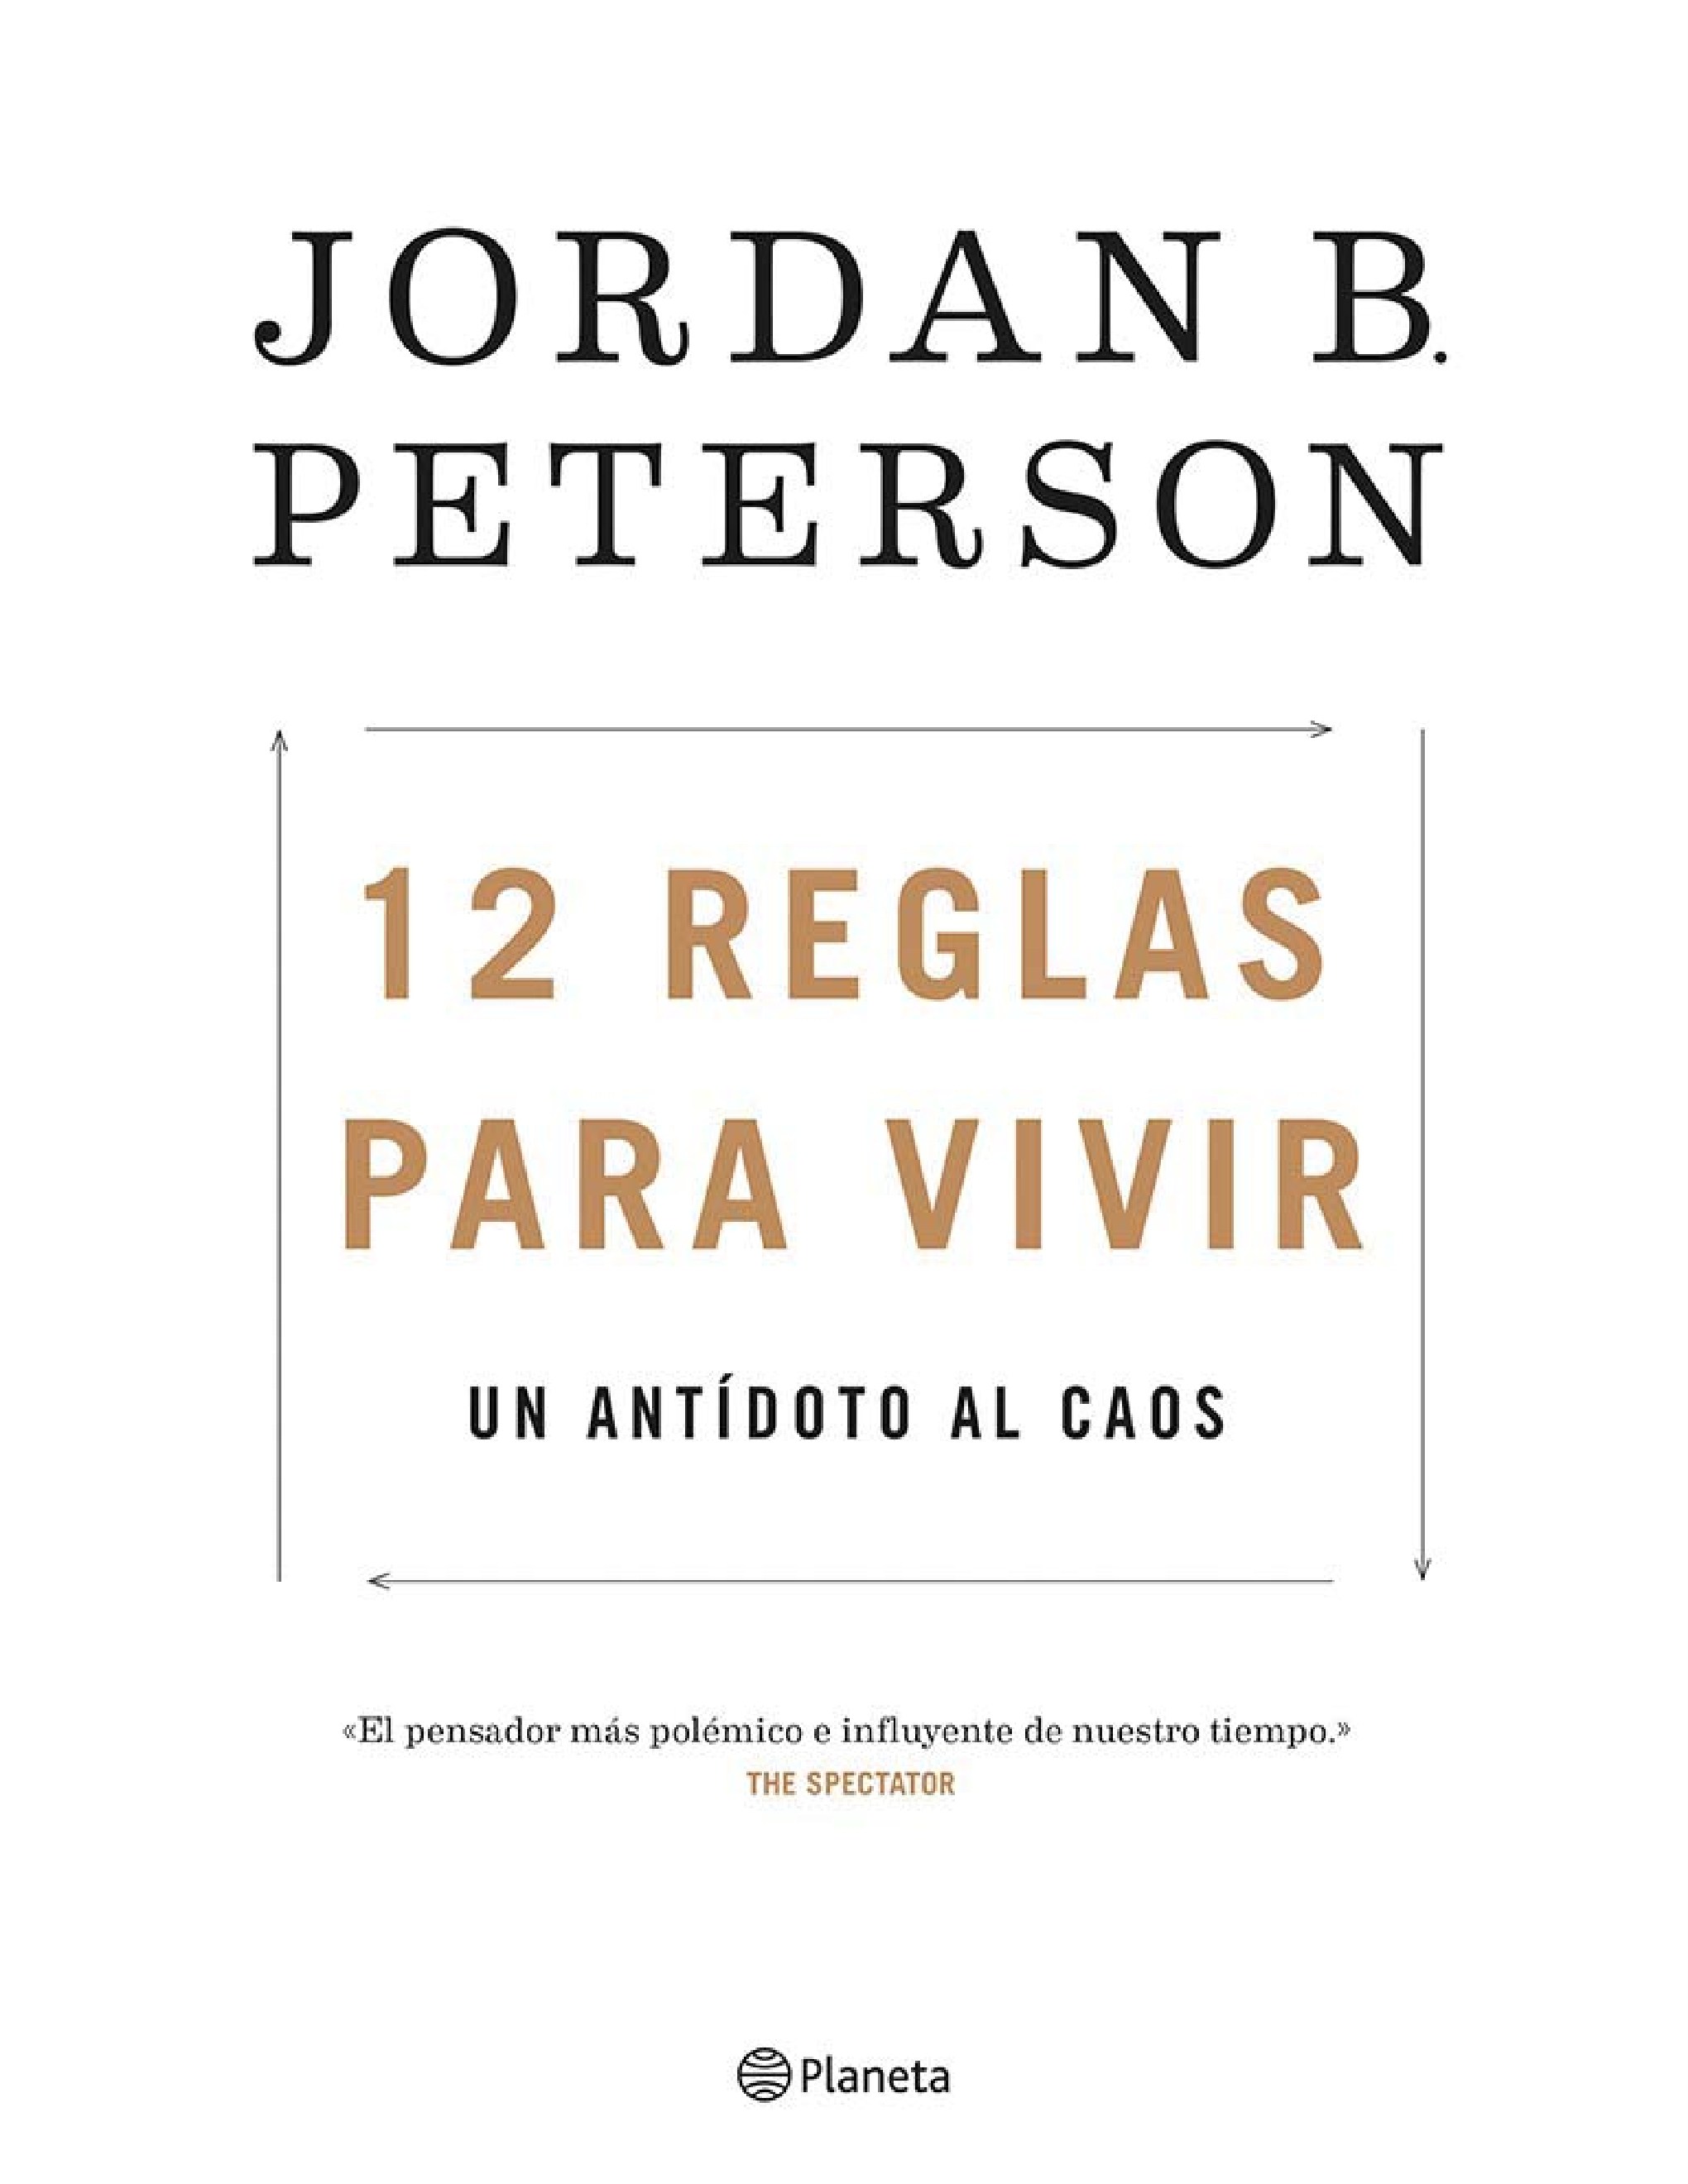 JORDAN B.
PETERSON
12 REGLAS
PARA VIVIR
UN ANTÍDOTO AL CAOS
«El pensador más polémico e influyente de nuestro tiempo.»
THE SPECTATOR
Planeta